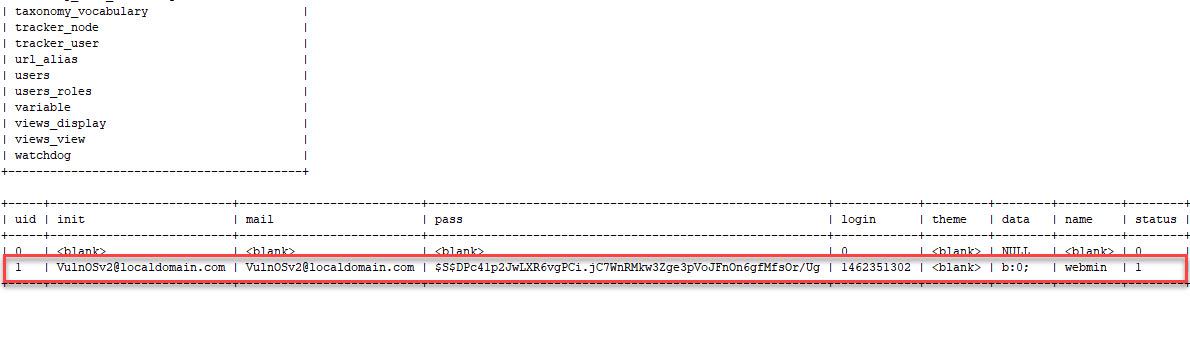 | taxonomy_vocabulary |
| tracker_node |
| tracker_user |
| url_alias |
| users |
| users_roles |
| variable |
| views_display |
| views_view |
| watchdog |
| uid | init | mail | pass | login | theme | data | name | status |
| 0 | <blank> | <blank> | <blank> | 0 | <blank> | NULL | <blank> | 0
| 1 | VulnOSv2@localdomain.com | VulnOSv2@localdomain.com | $S$DPc41p2JwLXR6vgPCi.jC7WnRMkw3Zge3pVoJFnOn6gfMfsOr/Ug | 1462351302 | <blank> | b:0; | webmin | 1